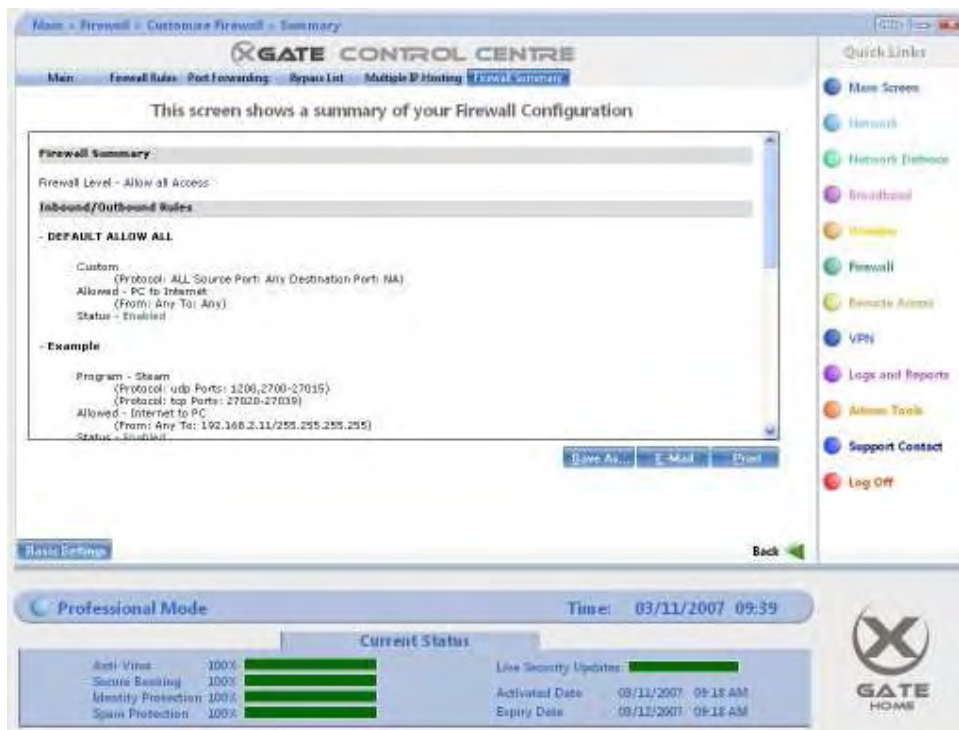 Main > Firewall > Customise Firewall > Summary
XGATE CONTROL CENTRE
Main Firewall Rules Port Forwarding Bypass List Multiple IP Hosting Firewall Summary
This screen shows a summary of your Firewall Configuration
Firewall Summary
Firewall Level - Allow all Access
Inbound/Outbound Rules
- DEFAULT ALLOW ALL
Custom
(Protocol: ALL Source Port: Any Destination Port: NA)
Allowed - PC to Internet
(From: Any To: Any)
Status - Enabled
- Example
Program - Steam
(Protocol: udp Ports: 1200,2700-27015)
(Protocol: tcp Ports: 27020-27039)
Allowed - Internet to PC
(From: Any To: 192.168.2.11/255.255.255.255)
Status - Enabled
Save As... E-Mail Print
Basic Settings
Back
Quick Links
Main Screen
Network
Network Defence
Broadband
Wireless
Firewall
Remote Access
VPN
Logs and Reports
Admin Tools
Support Contact
Log Off
Professional Mode
Time: 03/11/2007 09:39
Current Status
Anti-Virus 100%
Secure Banking 100%
Identity Protection 100%
Spam Protection 100%
Live Security Updates
Activated Date 03/11/2007 09:18 AM
Expiry Date 03/12/2007 09:18 AM
X
GATE
HOME